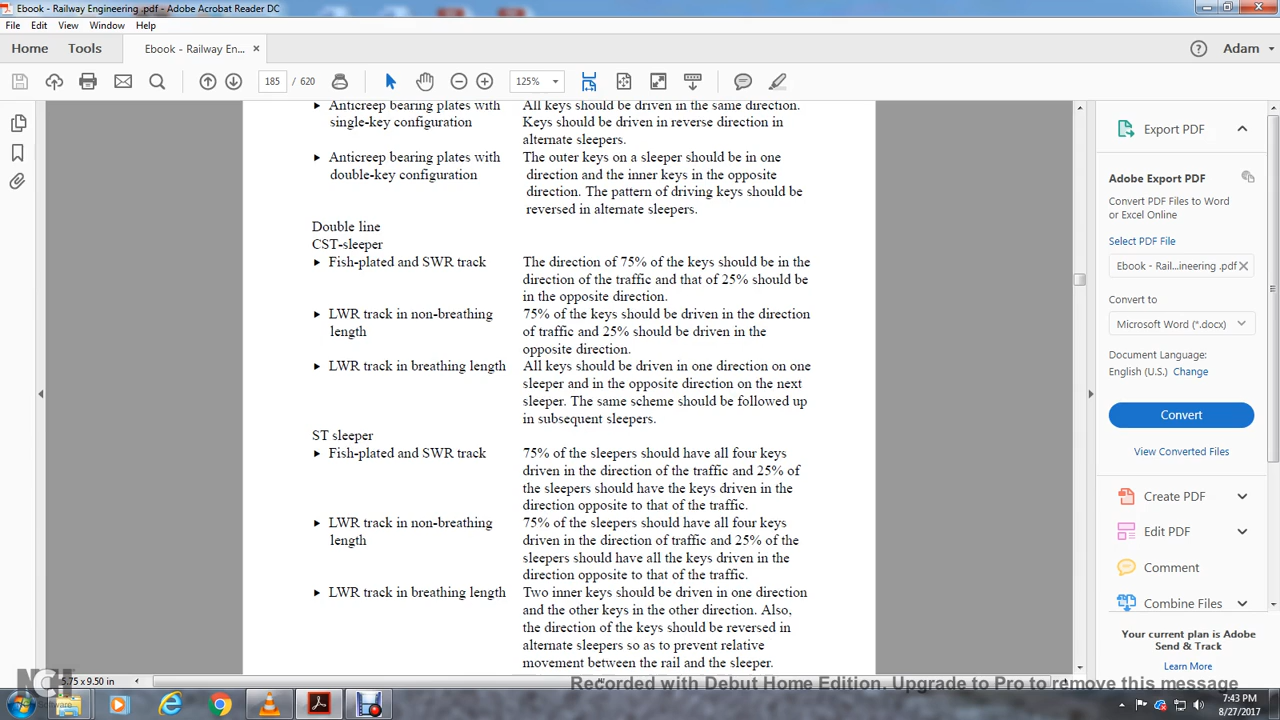 Ebook - Railway Engineering .pdf - Adobe Acrobat Reader DC
File Edit View Window Help
Home Tools Ebook - Railway En... × Adam
185 / 620 125%
Anticreep bearing plates with All keys should be driven in the same direction.
single-key configuration Keys should be driven in reverse direction in
alternate sleepers.
Anticreep bearing plates with The outer keys on a sleeper should be in one
double-key configuration direction and the inner keys in the opposite
direction. The pattern of driving keys should be
reversed in alternate sleepers.
Double line
CST-sleeper
Fish-plated and SWR track The direction of 75% of the keys should be in the
direction of the traffic and that of 25% should be
in the opposite direction.
LWR track in non-breathing 75% of the keys should be driven in the direction
length of traffic and 25% should be driven in the
opposite direction.
LWR track in breathing length All keys should be driven in one direction on one
sleeper and in the opposite direction on the next
sleeper. The same scheme should be followed up
in subsequent sleepers.
ST sleeper
Fish-plated and SWR track 75% of the sleepers should have all four keys
driven in the direction of the traffic and 25% of
the sleepers should have the keys driven in the
direction opposite to that of the traffic.
LWR track in non-breathing 75% of the sleepers should have all four keys
length driven in the direction of traffic and 25% of the
sleepers should have all the keys driven in the
direction opposite to that of the traffic.
LWR track in breathing length Two inner keys should be driven in one direction
and the other keys in the other direction. Also,
the direction of the keys should be reversed in
alternate sleepers so as to prevent relative
movement between the rail and the sleeper.
Export PDF
Adobe Export PDF
Convert PDF Files to Word
or Excel Online
Select PDF File
Ebook - Rail...ineering .pdf ×
Convert to
Microsoft Word (*.docx)
Document Language:
English (U.S.) Change
Convert
View Converted Files
Create PDF
Edit PDF
Comment
Combine Files
Your current plan is Adobe
Send & Track
Learn More
5.75 x 9.50 in
NCH Software
Recorded with Debut Home Edition. Upgrade to Pro to remove this message
7:43 PM
8/27/2017